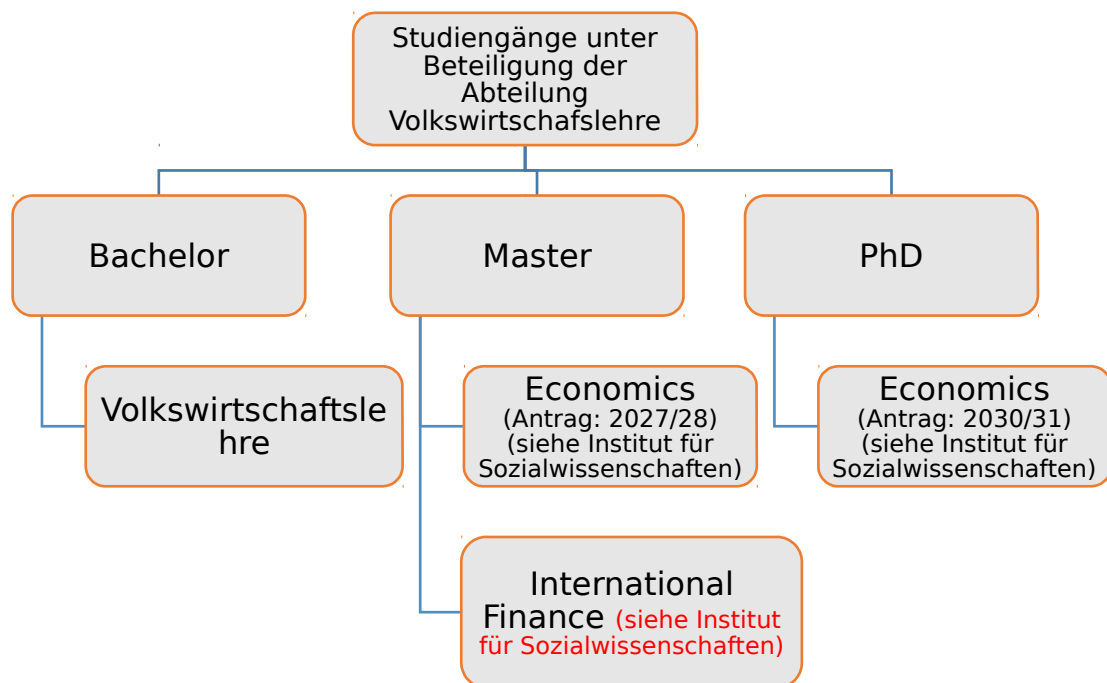 Studiengänge unter
Beteiligung der
Abteilung
Volkswirtschafslehre
Bachelor
Master
PhD
Volkswirtschaftsle
hre
Economics
(Antrag: 2027/28)
(siehe Institut für
Sozialwissenschaften)
Economics
(Antrag: 2030/31)
(siehe Institut für
Sozialwissenschaften)
International
Finance (siehe Institut
für Sozialwissenschaften)